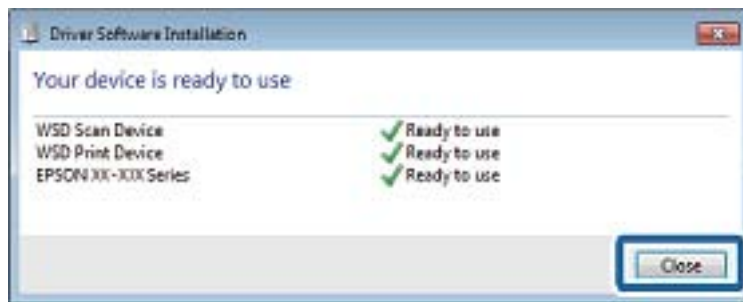 Driver Software Installation
Your device is ready to use
WSD Scan Device Ready to use
WSD Print Device Ready to use
EPSON XX-XXX Series Ready to use
Close